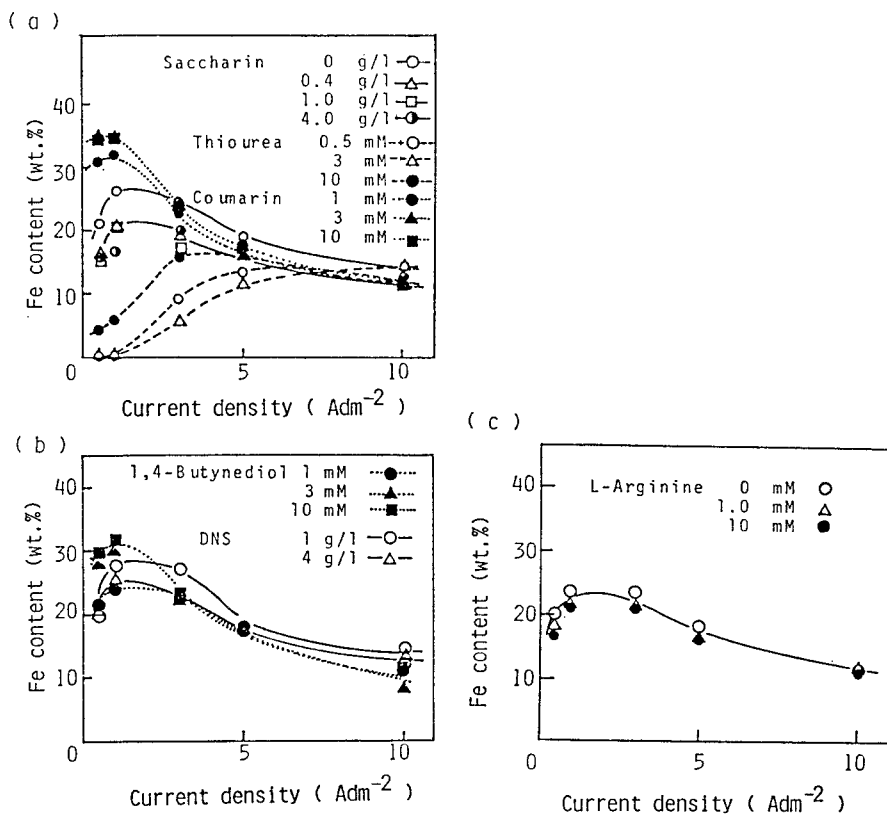 ( a )
Saccharin 0 g/l
0.4 g/l
1.0 g/l
4.0 g/l
Thiourea 0.5 mM
3 mM
10 mM
Coumarin 1 mM
3 mM
10 mM
Fe content (wt.%)
40
30
20
10
0
5
10
Current density ( Adm⁻² )
( b )
1,4-Butynediol 1 mM
3 mM
10 mM
DNS 1 g/l
4 g/l
Fe content (wt.%)
40
30
20
10
0
5
10
Current density ( Adm⁻² )
( c )
L-Arginine 0 mM
1.0 mM
10 mM
Fe content (wt.%)
40
30
20
10
0
5
10
Current density ( Adm⁻² )